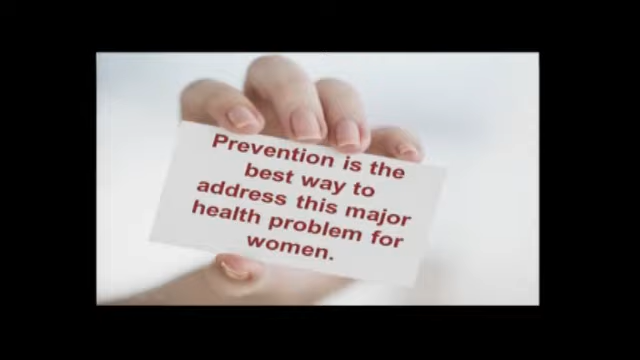 Prevention is the
best way to
address this major
health problem for
women.